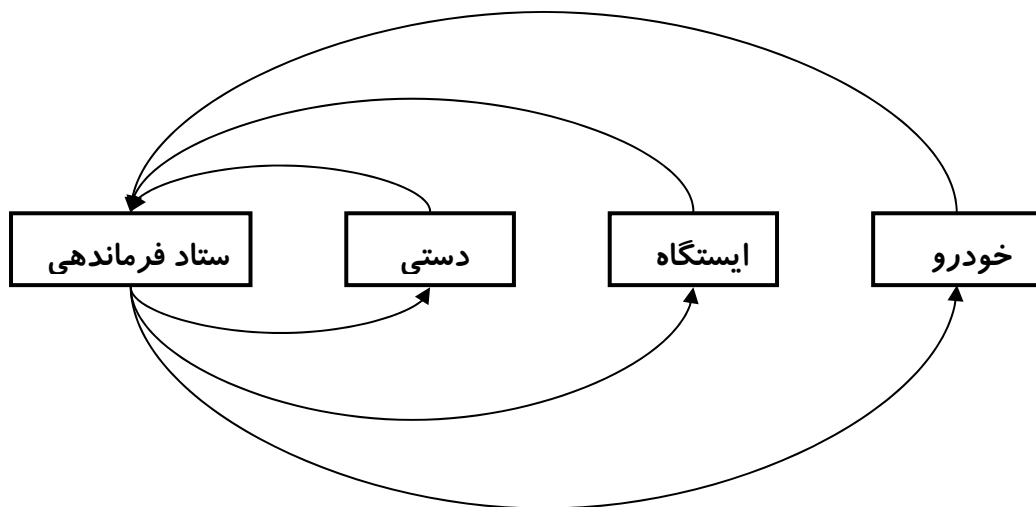 خودرو
ایستگاه
دستی
ستاد فرماندهی